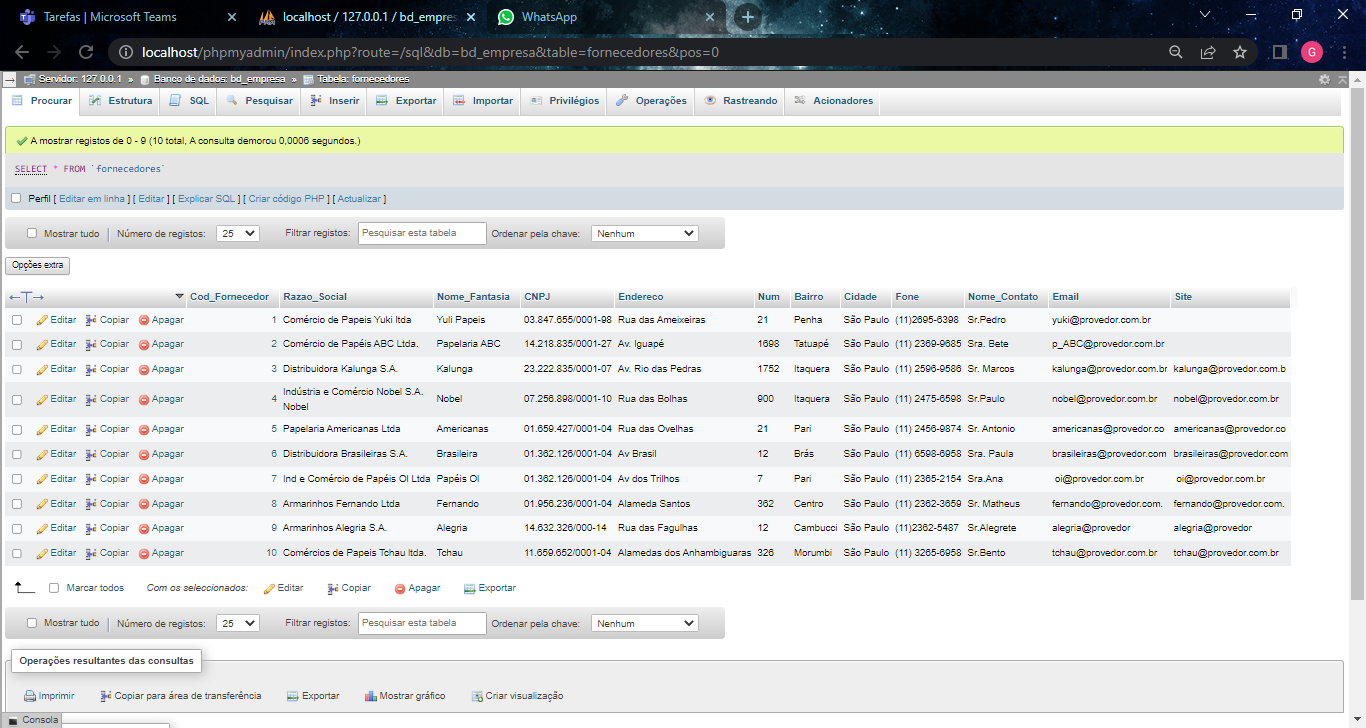 Tarefas | Microsoft Teams localhost / 127.0.0.1 / bd_empres WhatsApp
localhost/phpmyadmin/index.php?route=/sql&db=bd_empresa&table=fornecedores&pos=0 G
Servidor: 127.0.0.1 » Banco de dados: bd_empresa » Tabela: fornecedores
Procurar Estrutura SQL Pesquisar Inserir Exportar Importar Privilégios Operações Rastreando Acionadores
A mostrar registos de 0 - 9 (10 total, A consulta demorou 0,0006 segundos.)
SELECT * FROM `fornecedores`
Perfil [ Editar em linha ] [ Editar ] [ Explicar SQL ] [ Criar código PHP ] [ Actualizar ]
Mostrar tudo Número de registos: 25 Filtrar registos: Pesquisar esta tabela Ordenar pela chave: Nenhum
Opções extra
←T→ Cod_Fornecedor Razao_Social Nome_Fantasia CNPJ Endereco Num Bairro Cidade Fone Nome_Contato Email Site
Editar Copiar Apagar 1 Comércio de Papeis Yuki ltda Yuli Papeis 03.847.655/0001-98 Rua das Ameixeiras 21 Penha São Paulo (11)2695-6398 Sr.Pedro yuki@provedor.com.br
Editar Copiar Apagar 2 Comércio de Papéis ABC Ltda. Papelaria ABC 14.218.835/0001-27 Av. Iguapé 1698 Tatuapé São Paulo (11) 2369-9685 Sra. Bete p_ABC@provedor.com.br
Editar Copiar Apagar 3 Distribuidora Kalunga S.A. Kalunga 23.222.835/0001-07 Av. Rio das Pedras 1752 Itaquera São Paulo (11) 2596-9586 Sr. Marcos kalunga@provedor.com.br kalunga@provedor.com.b
Editar Copiar Apagar 4 Indústria e Comércio Nobel S.A. Nobel Nobel 07.256.898/0001-10 Rua das Bolhas 900 Itaquera São Paulo (11) 2475-6598 Sr.Paulo nobel@provedor.com.br nobel@provedor.com.br
Editar Copiar Apagar 5 Papelaria Americanas Ltda Americanas 01.659.427/0001-04 Rua das Ovelhas 21 Pari São Paulo (11) 2456-9874 Sr. Antonio americanas@provedor.co americanas@provedor.co
Editar Copiar Apagar 6 Distribuidora Brasileiras S.A. Brasileira 01.362.126/0001-04 Av Brasil 12 Brás São Paulo (11) 6598-6958 Sra. Paula brasileiras@provedor.com brasileiras@provedor.com
Editar Copiar Apagar 7 Ind e Comércio de Papéis OI Ltda Papéis OI 01.362.126/0001-04 Av dos Trilhos 7 Pari São Paulo (11) 2365-2154 Sra.Ana oi@provedor.com.br oi@provedor.com.br
Editar Copiar Apagar 8 Armarinhos Fernando Ltda Fernando 01.956.236/0001-04 Alameda Santos 362 Centro São Paulo (11) 2362-3659 Sr. Matheus fernando@provedor.com. fernando@provedor.com.
Editar Copiar Apagar 9 Armarinhos Alegria S.A. Alegria 14.632.326/000-14 Rua das Fagulhas 12 Cambucci São Paulo (11)2362-5487 Sr.Alegrete alegria@provedor alegria@provedor
Editar Copiar Apagar 10 Comércios de Papeis Tchau ltda. Tchau 11.659.652/0001-04 Alamedas dos Anhambiguaras 326 Morumbi São Paulo (11) 3265-6958 Sr.Bento tchau@provedor.com.br tchau@provedor.com.br
Marcar todos Com os seleccionados: Editar Copiar Apagar Exportar
Mostrar tudo Número de registos: 25 Filtrar registos: Pesquisar esta tabela Ordenar pela chave: Nenhum
Operações resultantes das consultas
Imprimir Copiar para área de transferência Exportar Mostrar gráfico Criar visualização
Consola